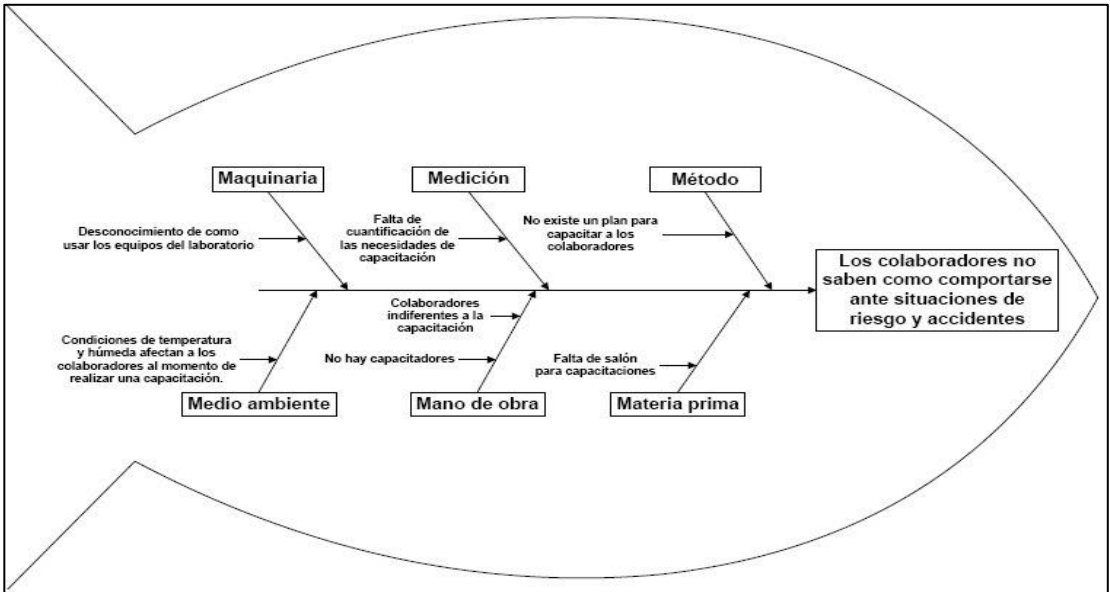 Maquinaria
Medición
Método
Desconocimiento de como
usar los equipos del laboratorio
Falta de
cuantificación de
las necesidades de
capacitación
No existe un plan para
capacitar a los
colaboradores
Los colaboradores no
saben como comportarse
ante situaciones de
riesgo y accidentes
Condiciones de temperatura
y húmeda afectan a los
colaboradores al momento de
realizar una capacitación.
Colaboradores
indiferentes a la
capacitación
No hay capacitadores
Falta de salón
para capacitaciones
Medio ambiente
Mano de obra
Materia prima